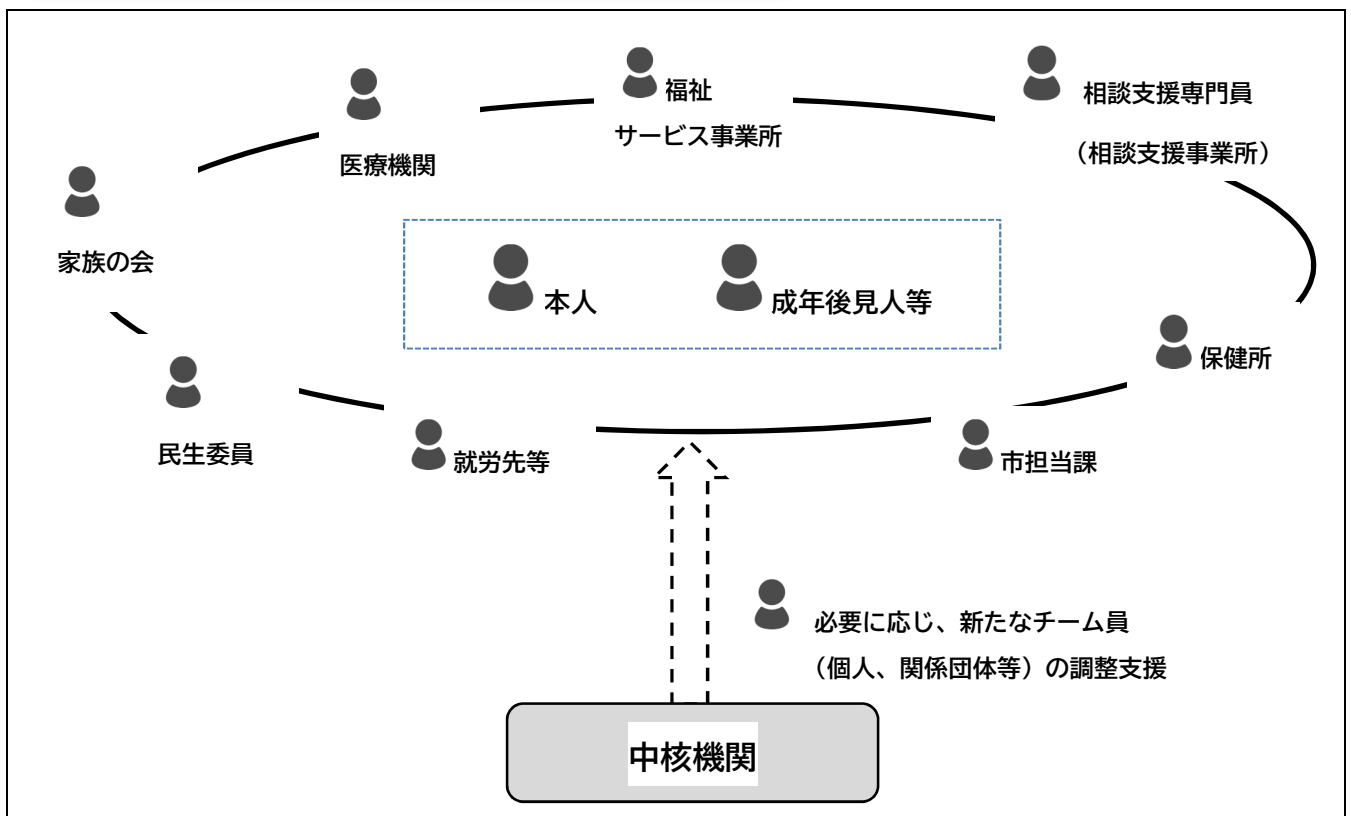 福祉
サービス事業所
相談支援専門員
（相談支援事業所）
医療機関
家族の会
本人
成年後見人等
保健所
民生委員
就労先等
市担当課
必要に応じ、新たなチーム員
（個人、関係団体等）の調整支援
中核機関